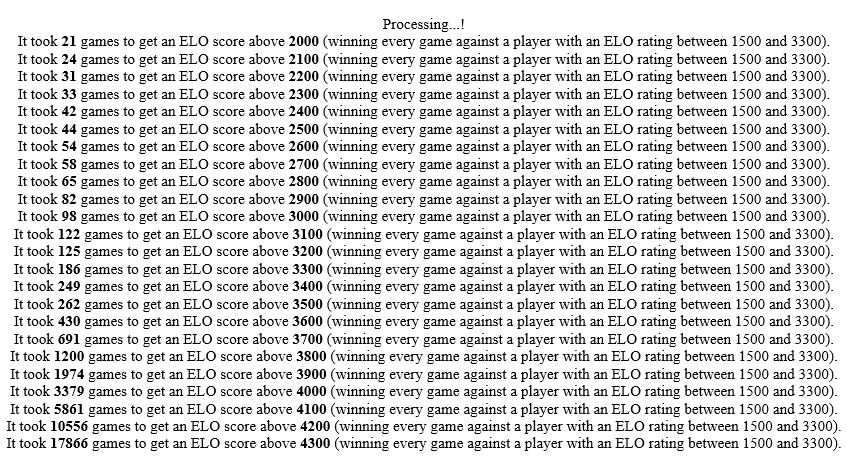 Processing...!
It took 21 games to get an ELO score above 2000 (winning every game against a player with an ELO rating between 1500 and 3300).
It took 24 games to get an ELO score above 2100 (winning every game against a player with an ELO rating between 1500 and 3300).
It took 31 games to get an ELO score above 2200 (winning every game against a player with an ELO rating between 1500 and 3300).
It took 33 games to get an ELO score above 2300 (winning every game against a player with an ELO rating between 1500 and 3300).
It took 42 games to get an ELO score above 2400 (winning every game against a player with an ELO rating between 1500 and 3300).
It took 44 games to get an ELO score above 2500 (winning every game against a player with an ELO rating between 1500 and 3300).
It took 54 games to get an ELO score above 2600 (winning every game against a player with an ELO rating between 1500 and 3300).
It took 58 games to get an ELO score above 2700 (winning every game against a player with an ELO rating between 1500 and 3300).
It took 65 games to get an ELO score above 2800 (winning every game against a player with an ELO rating between 1500 and 3300).
It took 82 games to get an ELO score above 2900 (winning every game against a player with an ELO rating between 1500 and 3300).
It took 98 games to get an ELO score above 3000 (winning every game against a player with an ELO rating between 1500 and 3300).
It took 122 games to get an ELO score above 3100 (winning every game against a player with an ELO rating between 1500 and 3300).
It took 125 games to get an ELO score above 3200 (winning every game against a player with an ELO rating between 1500 and 3300).
It took 186 games to get an ELO score above 3300 (winning every game against a player with an ELO rating between 1500 and 3300).
It took 249 games to get an ELO score above 3400 (winning every game against a player with an ELO rating between 1500 and 3300).
It took 262 games to get an ELO score above 3500 (winning every game against a player with an ELO rating between 1500 and 3300).
It took 430 games to get an ELO score above 3600 (winning every game against a player with an ELO rating between 1500 and 3300).
It took 691 games to get an ELO score above 3700 (winning every game against a player with an ELO rating between 1500 and 3300).
It took 1200 games to get an ELO score above 3800 (winning every game against a player with an ELO rating between 1500 and 3300).
It took 1974 games to get an ELO score above 3900 (winning every game against a player with an ELO rating between 1500 and 3300).
It took 3379 games to get an ELO score above 4000 (winning every game against a player with an ELO rating between 1500 and 3300).
It took 5861 games to get an ELO score above 4100 (winning every game against a player with an ELO rating between 1500 and 3300).
It took 10556 games to get an ELO score above 4200 (winning every game against a player with an ELO rating between 1500 and 3300).
It took 17866 games to get an ELO score above 4300 (winning every game against a player with an ELO rating between 1500 and 3300).